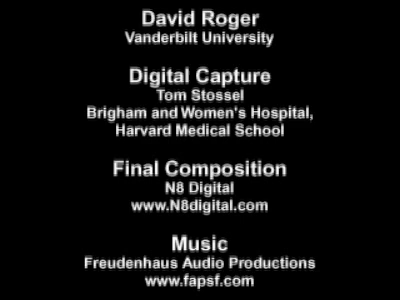 David Roger
Vanderbilt University
Digital Capture
Tom Stossel
Brigham and Women's Hospital,
Harvard Medical School
Final Composition
N8 Digital
www.N8digital.com
Music
Freudenhaus Audio Productions
www.fapsf.com